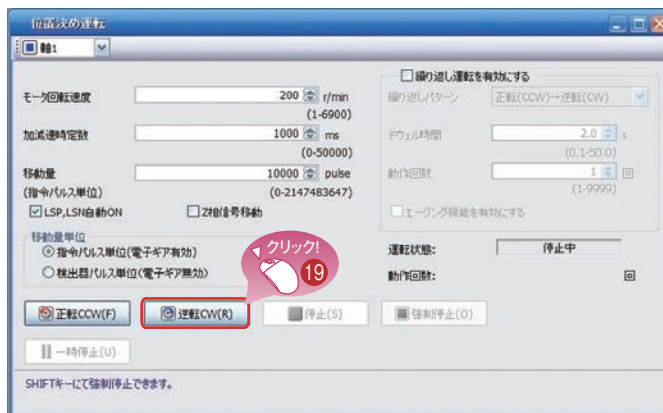 位置決め運転
軸1
モータ回転速度 200 r/min
(1-6900)
加減速時定数 1000 ms
(0-50000)
移動量 10000 pulse
(指令パルス単位) (0-2147483647)
LSP,LSN自動ON Z相信号移動
移動量単位
指令パルス単位(電子ギア有効)
検出器パルス単位(電子ギア無効)
繰り返し運転を有効にする
繰り返しパターン 正転(CCW)→逆転(CW)
ドウェル時間 2.0 s
(0.1-50.0)
動作回数 1 回
(1-9999)
エージング機能を有効にする
運転状態: 停止中
動作回数: 回
クリック!
19
正転CCW(F) 逆転CW(R) 停止(S) 強制停止(O)
一時停止(U)
SHIFTキーにて強制停止できます。